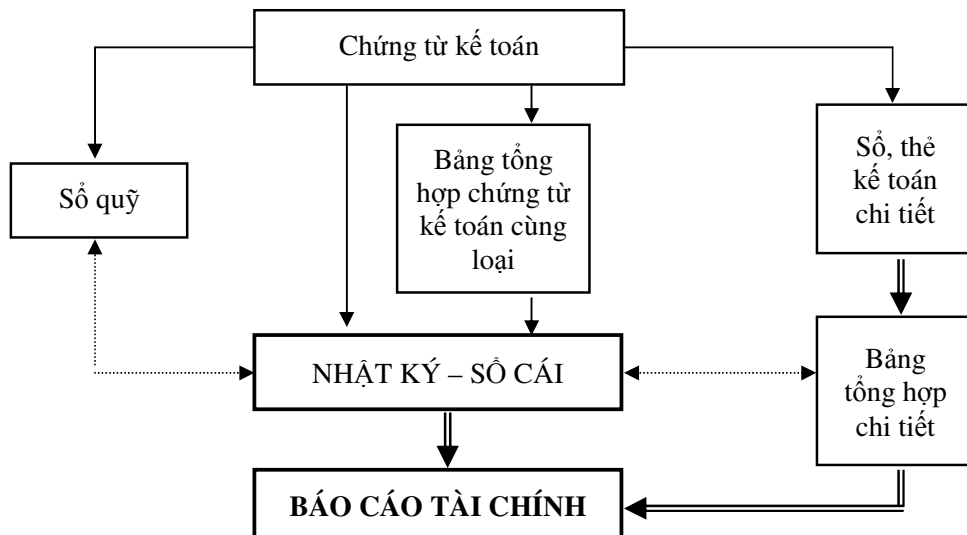 Chứng từ kế toán
Sổ quỹ
Bảng tổng
hợp chứng từ
kế toán cùng
loại
Sổ, thẻ
kế toán
chi tiết
NHẬT KÝ – SỔ CÁI
Bảng
tổng hợp
chi tiết
BÁO CÁO TÀI CHÍNH